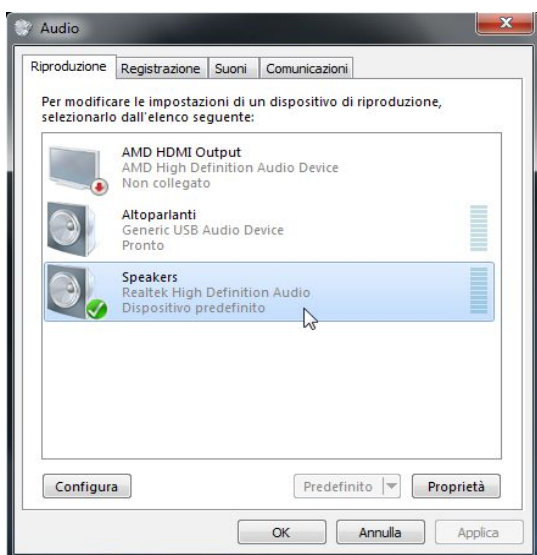 Audio
Riproduzione Registrazione Suoni Comunicazioni
Per modificare le impostazioni di un dispositivo di riproduzione,
selezionarlo dall'elenco seguente:
AMD HDMI Output
AMD High Definition Audio Device
Non collegato
Altoparlanti
Generic USB Audio Device
Pronto
Speakers
Realtek High Definition Audio
Dispositivo predefinito
Configura Predefinito Proprietà
OK Annulla Applica